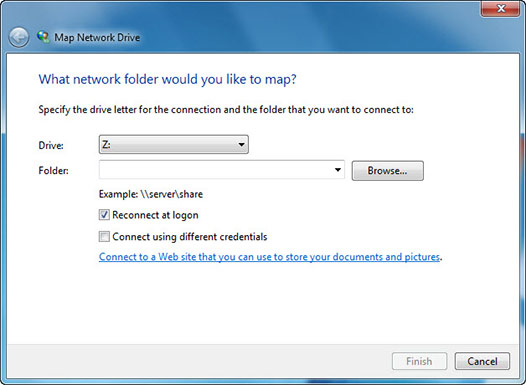 Map Network Drive
What network folder would you like to map?
Specify the drive letter for the connection and the folder that you want to connect to:
Drive: Z:
Folder: Browse...
Example: \\server\share
Reconnect at logon
Connect using different credentials
Connect to a Web site that you can use to store your documents and pictures.
Finish Cancel